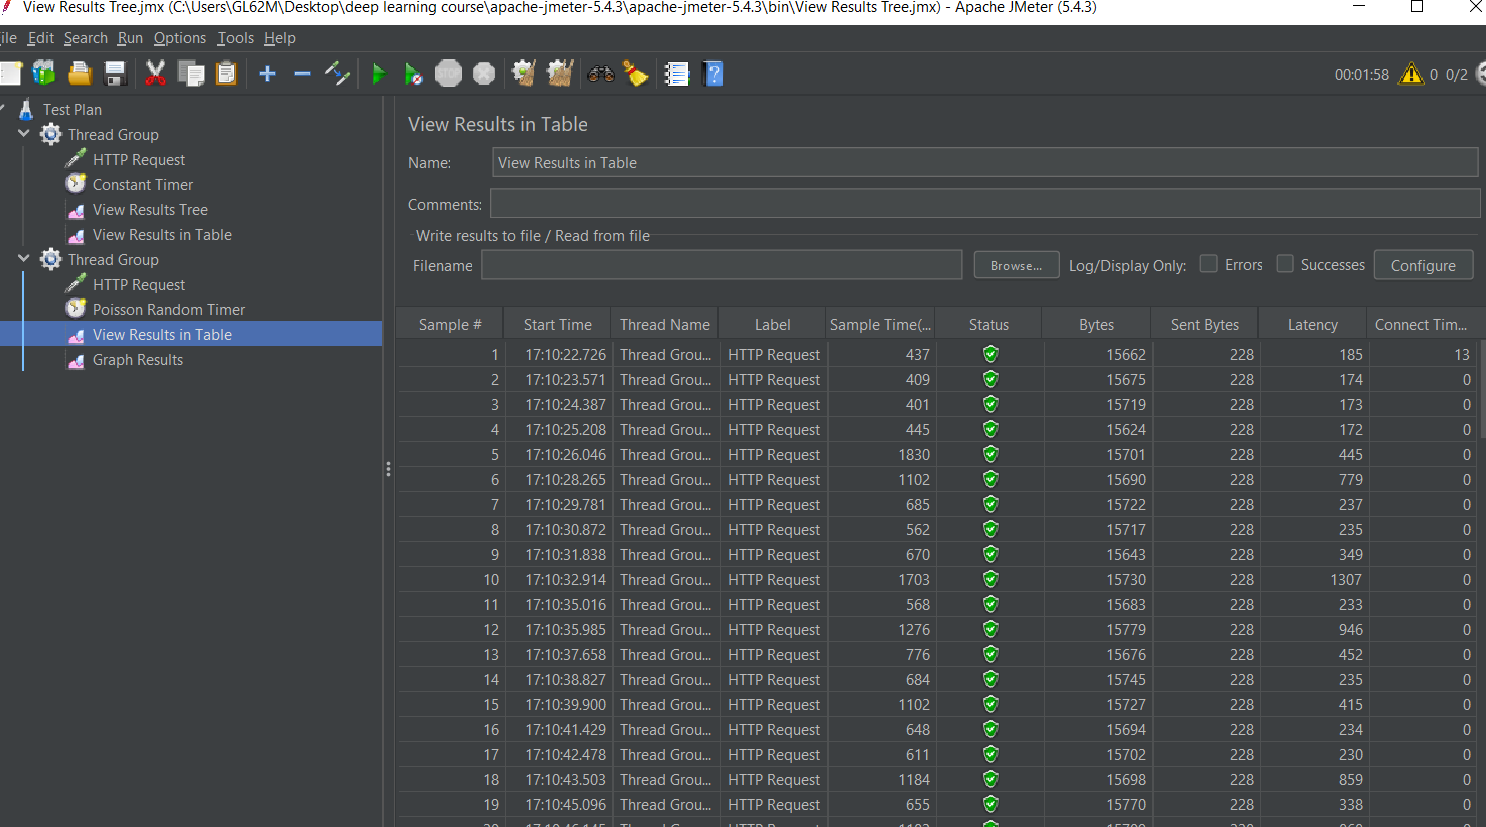 View Results Tree.jmx (C:\Users\GL62M\Desktop\deep learning course\apache-jmeter-5.4.3\apache-jmeter-5.4.3\bin\View Results Tree.jmx) - Apache JMeter (5.4.3)
ile Edit Search Run Options Tools Help
STOP
00:01:58 0 0/2
Test Plan
Thread Group
HTTP Request
Constant Timer
View Results Tree
View Results in Table
Thread Group
HTTP Request
Poisson Random Timer
View Results in Table
Graph Results
View Results in Table
Name: View Results in Table
Comments:
Write results to file / Read from file
Filename Browse... Log/Display Only: Errors Successes Configure
Sample # Start Time Thread Name Label Sample Time(... Status Bytes Sent Bytes Latency Connect Tim...
1 17:10:22.726 Thread Grou... HTTP Request 437 15662 228 185 13
2 17:10:23.571 Thread Grou... HTTP Request 409 15675 228 174 0
3 17:10:24.387 Thread Grou... HTTP Request 401 15719 228 173 0
4 17:10:25.208 Thread Grou... HTTP Request 445 15624 228 172 0
5 17:10:26.046 Thread Grou... HTTP Request 1830 15701 228 445 0
6 17:10:28.265 Thread Grou... HTTP Request 1102 15690 228 779 0
7 17:10:29.781 Thread Grou... HTTP Request 685 15722 228 237 0
8 17:10:30.872 Thread Grou... HTTP Request 562 15717 228 235 0
9 17:10:31.838 Thread Grou... HTTP Request 670 15643 228 349 0
10 17:10:32.914 Thread Grou... HTTP Request 1703 15730 228 1307 0
11 17:10:35.016 Thread Grou... HTTP Request 568 15683 228 233 0
12 17:10:35.985 Thread Grou... HTTP Request 1276 15779 228 946 0
13 17:10:37.658 Thread Grou... HTTP Request 776 15676 228 452 0
14 17:10:38.827 Thread Grou... HTTP Request 684 15745 228 235 0
15 17:10:39.900 Thread Grou... HTTP Request 1102 15727 228 415 0
16 17:10:41.429 Thread Grou... HTTP Request 648 15694 228 234 0
17 17:10:42.478 Thread Grou... HTTP Request 611 15702 228 230 0
18 17:10:43.503 Thread Grou... HTTP Request 1184 15698 228 859 0
19 17:10:45.096 Thread Grou... HTTP Request 655 15770 228 338 0